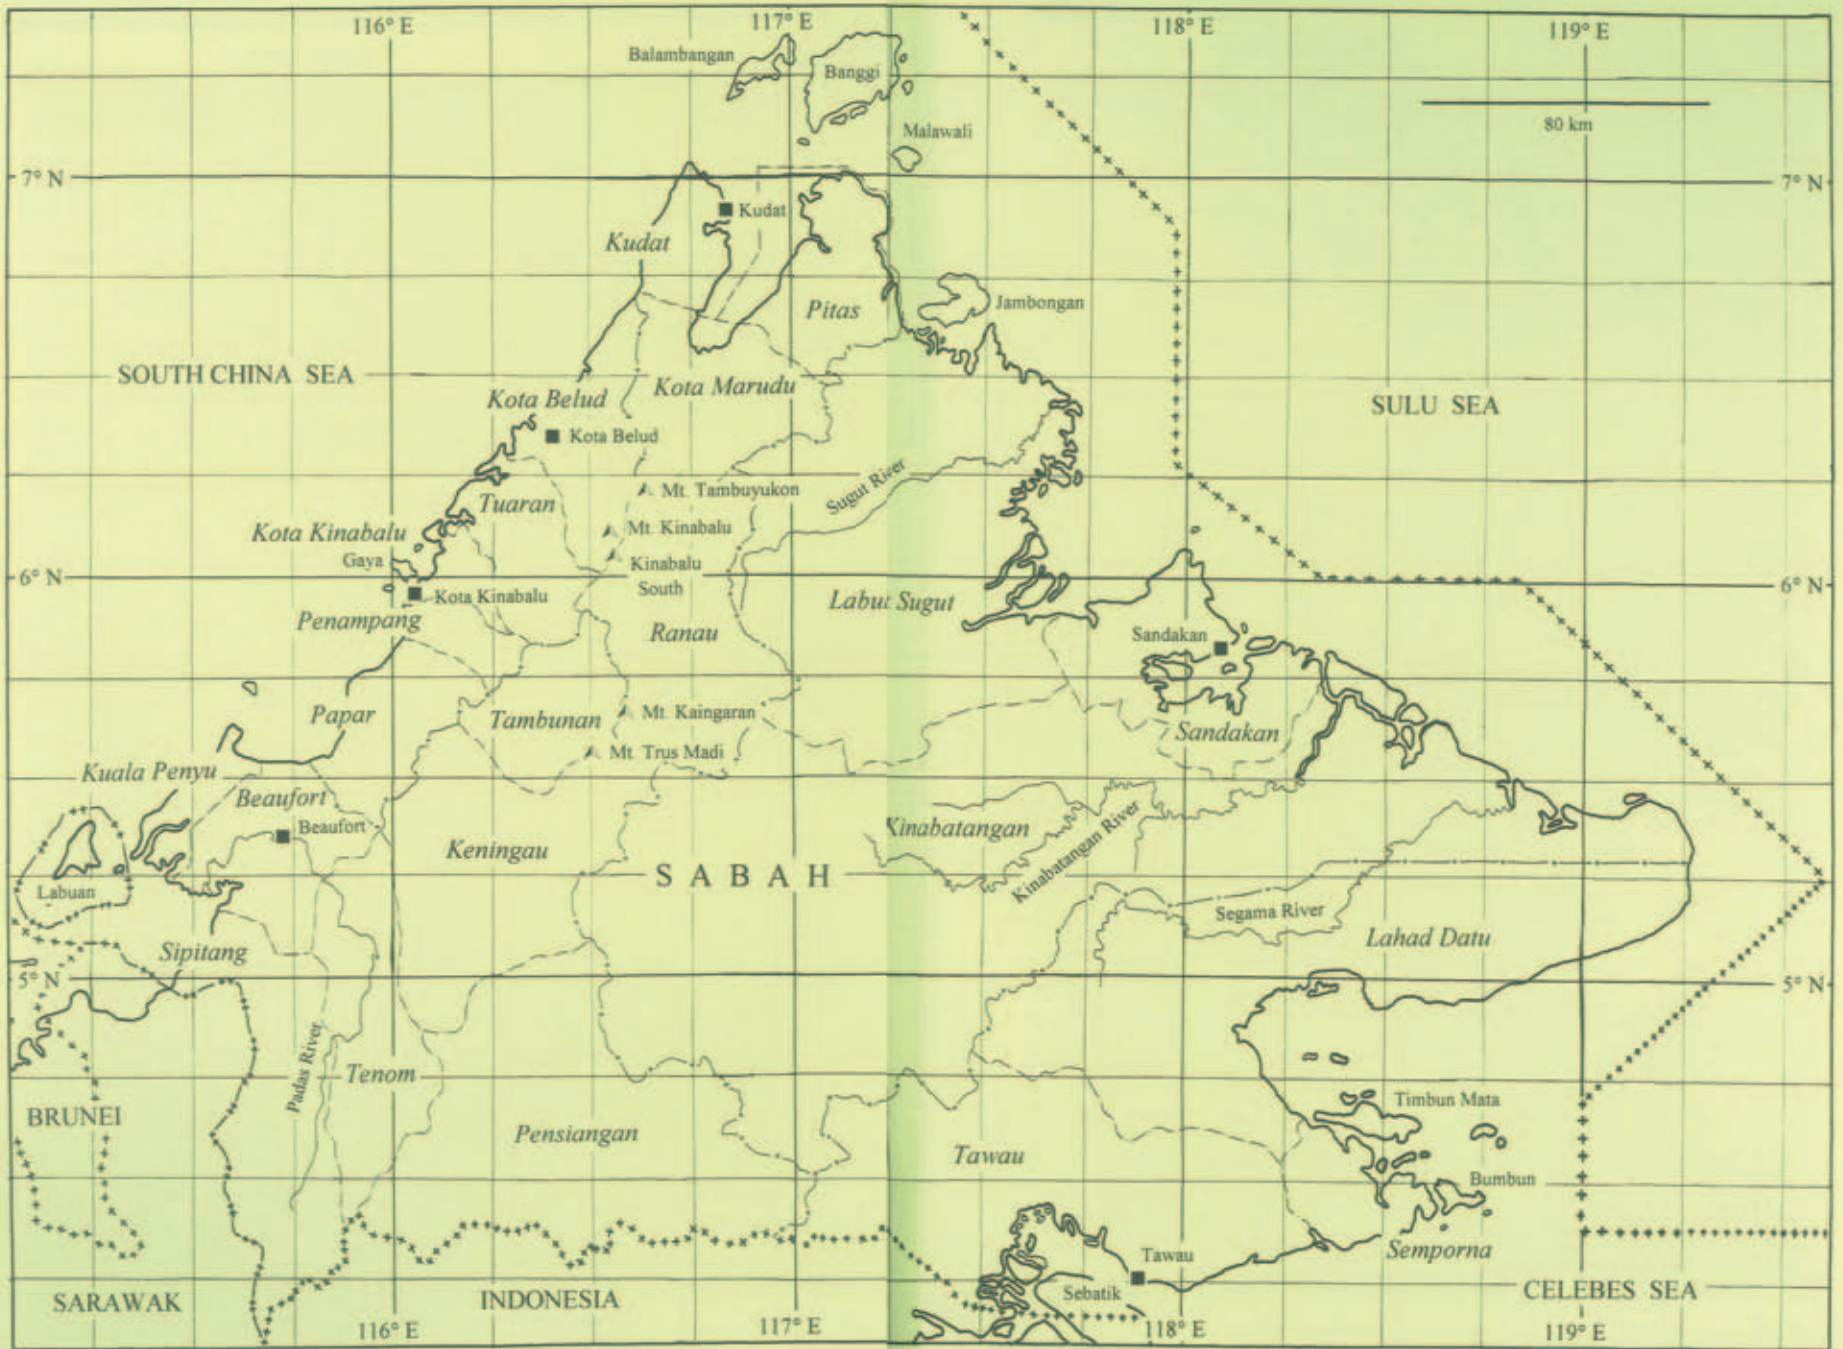 116° E
117° E
118° E
119° E
Balambangan
Banggi
80 km
Malawali
7° N
7° N
Kudat
Kudat
Pitas
Jambongan
SOUTH CHINA SEA
Kota Marudu
Kota Belud
SULU SEA
Kota Belud
Sugut River
Mt. Tambuyukon
Tuaran
Mt. Kinabalu
Kota Kinabalu
Gaya
Kinabalu
South
6° N
6° N
Kota Kinabalu
Labuk Sugut
Penampang
Ranau
Sandakan
Papar
Tambunan
Mt. Kaingaran
Sandakan
Mt. Trus Madi
Kuala Penyu
Beaufort
Beaufort
Kinabatangan
Kinabatangan River
Keningau
SABAH
Labuan
Segama River
Lahad Datu
Sipitang
5° N
5° N
Padas River
Tenom
Timbun Mata
BRUNEI
Pensiangan
Tawau
Bumbun
Tawau
Semporna
Sebatik
CELEBES SEA
SARAWAK
INDONESIA
116° E
117° E
118° E
119° E